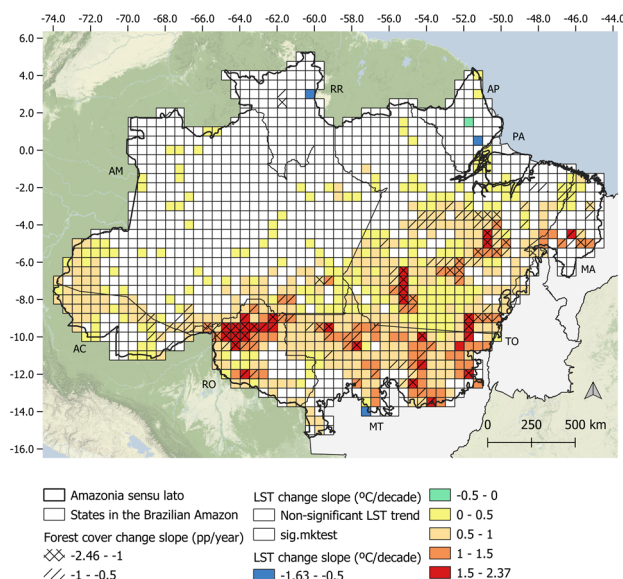 -74.0 -72.0 -70.0 -68.0 -66.0 -64.0 -62.0 -60.0 -58.0 -56.0 -54.0 -52.0 -50.0 -48.0 -46.0 -44.0
6.0
4.0
RR
AP
2.0
PA
0.0
AM
-2.0
-4.0
-6.0
MA
-8.0
-10.0
AC
TO
-12.0
RO
-14.0
MT
0 250 500 km
-16.0
Amazonia sensu lato
States in the Brazilian Amazon
Forest cover change slope (pp/year)
-2.46 - -1
-1 - -0.5
LST change slope (ºC/decade)
Non-significant LST trend
sig.mktest
LST change slope (ºC/decade)
-1.63 - -0.5
-0.5 - 0
0 - 0.5
0.5 - 1
1 - 1.5
1.5 - 2.37